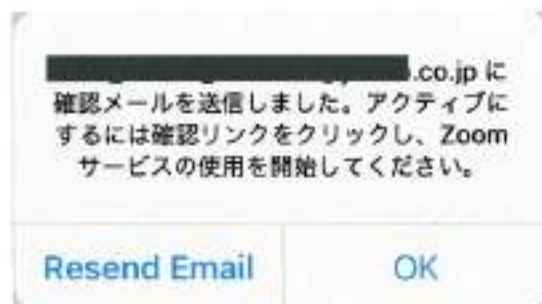 .co.jp に
確認メールを送信しました。アクティブに
するには確認リンクをクリックし、Zoom
サービスの使用を開始してください。
Resend Email
OK